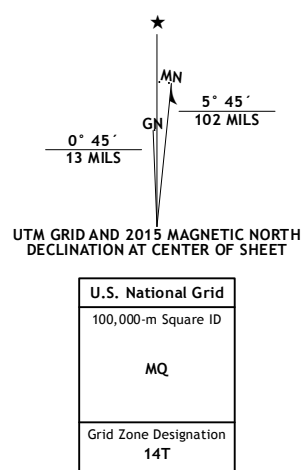 MN
GN
5° 45´
102 MILS
0° 45´
13 MILS
UTM GRID AND 2015 MAGNETIC NORTH
DECLINATION AT CENTER OF SHEET
U.S. National Grid
100,000-m Square ID
MQ
Grid Zone Designation
14T